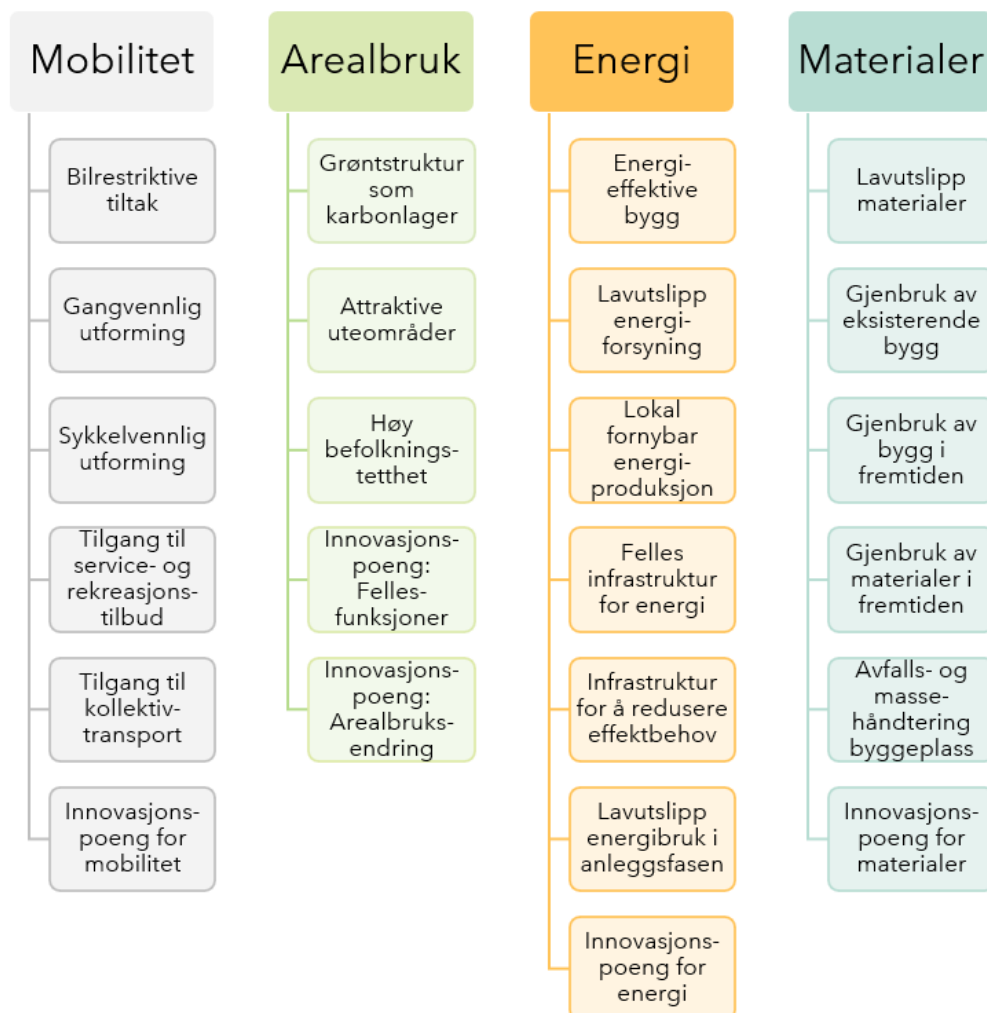 Mobilitet
Bilrestriktive
tiltak
Gangvennlig
utforming
Sykkelvennlig
utforming
Tilgang til
service- og
rekreasjons-
tilbud
Tilgang til
kollektiv-
transport
Innovasjons-
poeng for
mobilitet
Arealbruk
Grøntstruktur
som
karbonlager
Attraktive
uteområder
Høy
befolknings-
tetthet
Innovasjons-
poeng:
Felles-
funksjoner
Innovasjons-
poeng:
Arealbruks-
endring
Energi
Energi-
effektive
bygg
Lavutslipp
energi-
forsyning
Lokal
fornybar
energi-
produksjon
Felles
infrastruktur
for energi
Infrastruktur
for å redusere
effektbehov
Lavutslipp
energibruk i
anleggsfasen
Innovasjons-
poeng for
energi
Materialer
Lavutslipp
materialer
Gjenbruk av
eksisterende
bygg
Gjenbruk av
bygg i
fremtiden
Gjenbruk av
materialer i
fremtiden
Avfalls- og
masse-
håndtering
byggeplass
Innovasjons-
poeng for
materialer